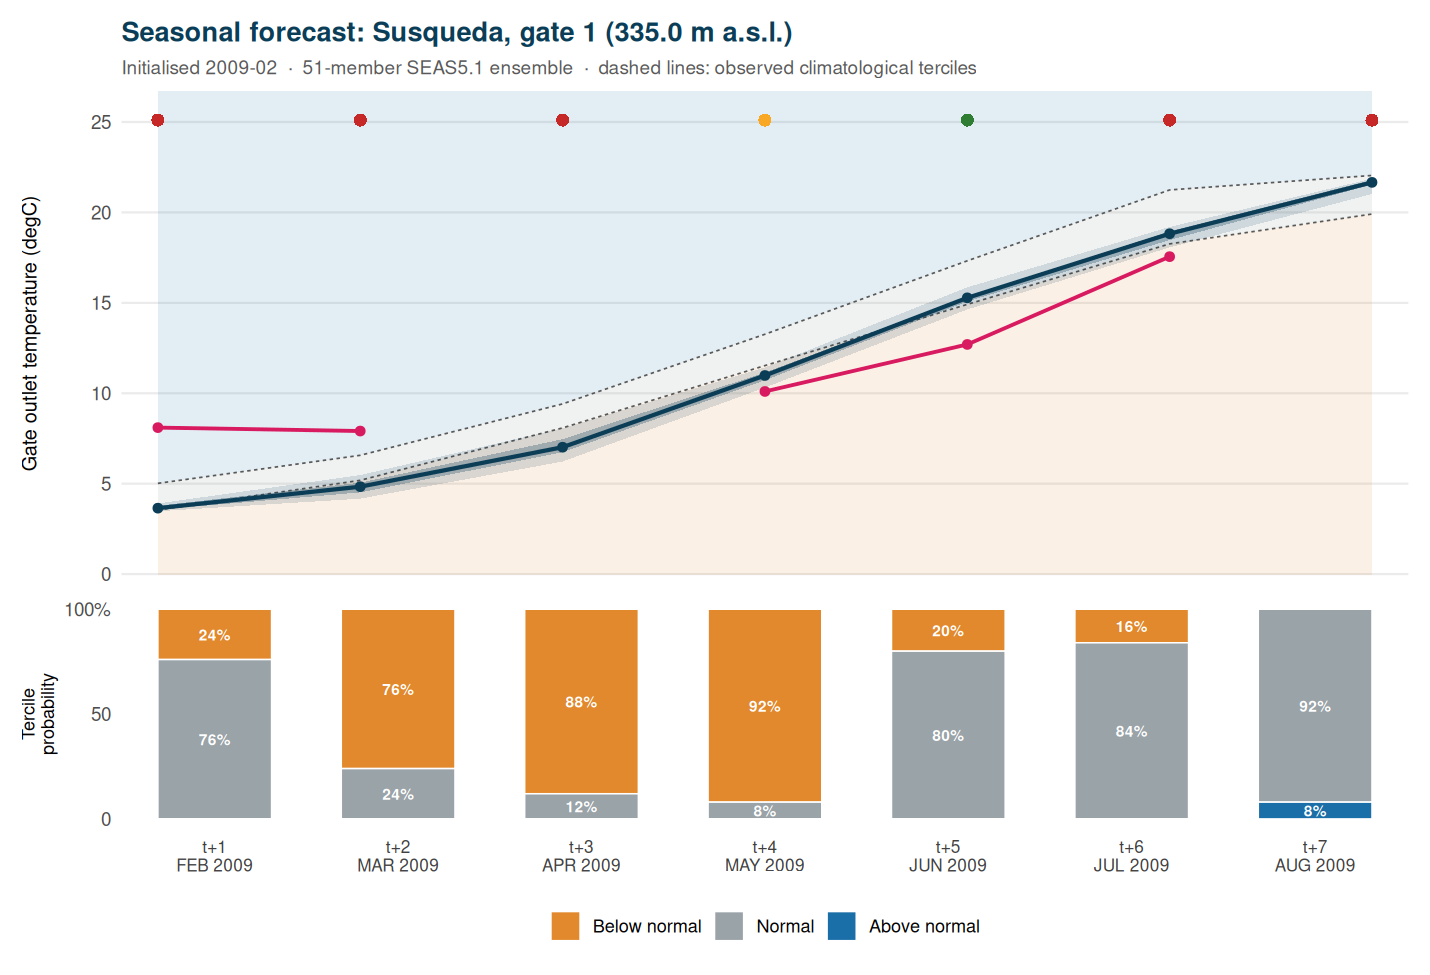 Seasonal forecast: Susqueda, gate 1 (335.0 m a.s.l.)
Initialised 2009-02 · 51-member SEAS5.1 ensemble · dashed lines: observed climatological terciles
Gate outlet temperature (degC)
25
20
15
10
5
0
Tercile
probability
100%
50
0
24%
76%
76%
24%
88%
12%
92%
8%
20%
80%
16%
84%
92%
8%
t+1
FEB 2009
t+2
MAR 2009
t+3
APR 2009
t+4
MAY 2009
t+5
JUN 2009
t+6
JUL 2009
t+7
AUG 2009
Below normal
Normal
Above normal